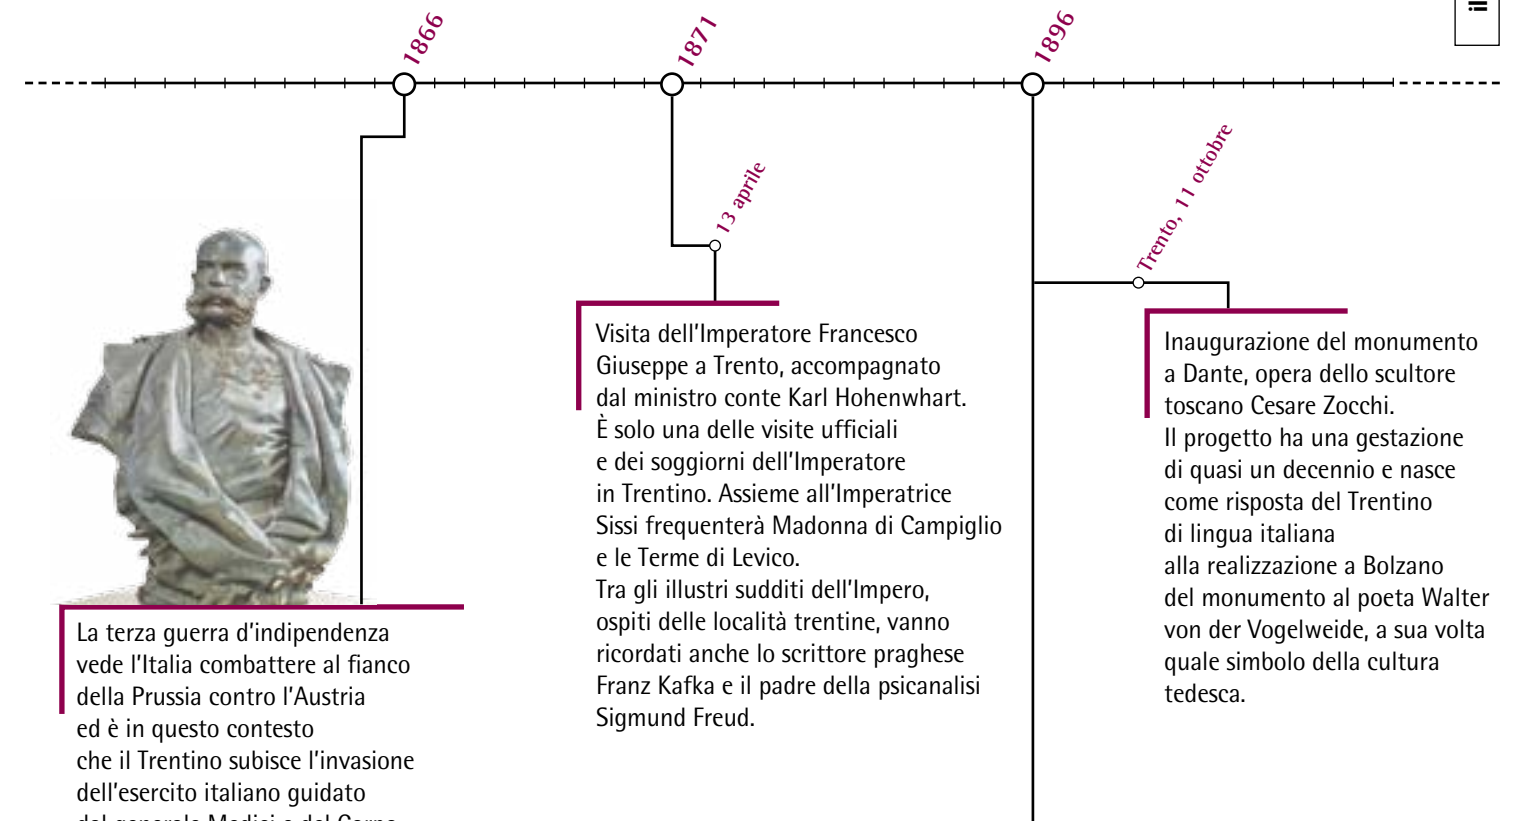 il
1866
1871
1896
13 aprile
Trento, 11 ottobre
La terza guerra d'indipendenza
vede l'Italia combattere al fianco
della Prussia contro l'Austria
ed è in questo contesto
che il Trentino subisce l'invasione
dell'esercito italiano guidato
dal generale Medici e del Corpo
Visita dell'Imperatore Francesco
Giuseppe a Trento, accompagnato
dal ministro conte Karl Hohenwhart.
È solo una delle visite ufficiali
e dei soggiorni dell'Imperatore
in Trentino. Assieme all'Imperatrice
Sissi frequenterà Madonna di Campiglio
e le Terme di Levico.
Tra gli illustri sudditi dell'Impero,
ospiti delle località trentine, vanno
ricordati anche lo scrittore praghese
Franz Kafka e il padre della psicanalisi
Sigmund Freud.
Inaugurazione del monumento
a Dante, opera dello scultore
toscano Cesare Zocchi.
Il progetto ha una gestazione
di quasi un decennio e nasce
come risposta del Trentino
di lingua italiana
alla realizzazione a Bolzano
del monumento al poeta Walter
von der Vogelweide, a sua volta
quale simbolo della cultura
tedesca.